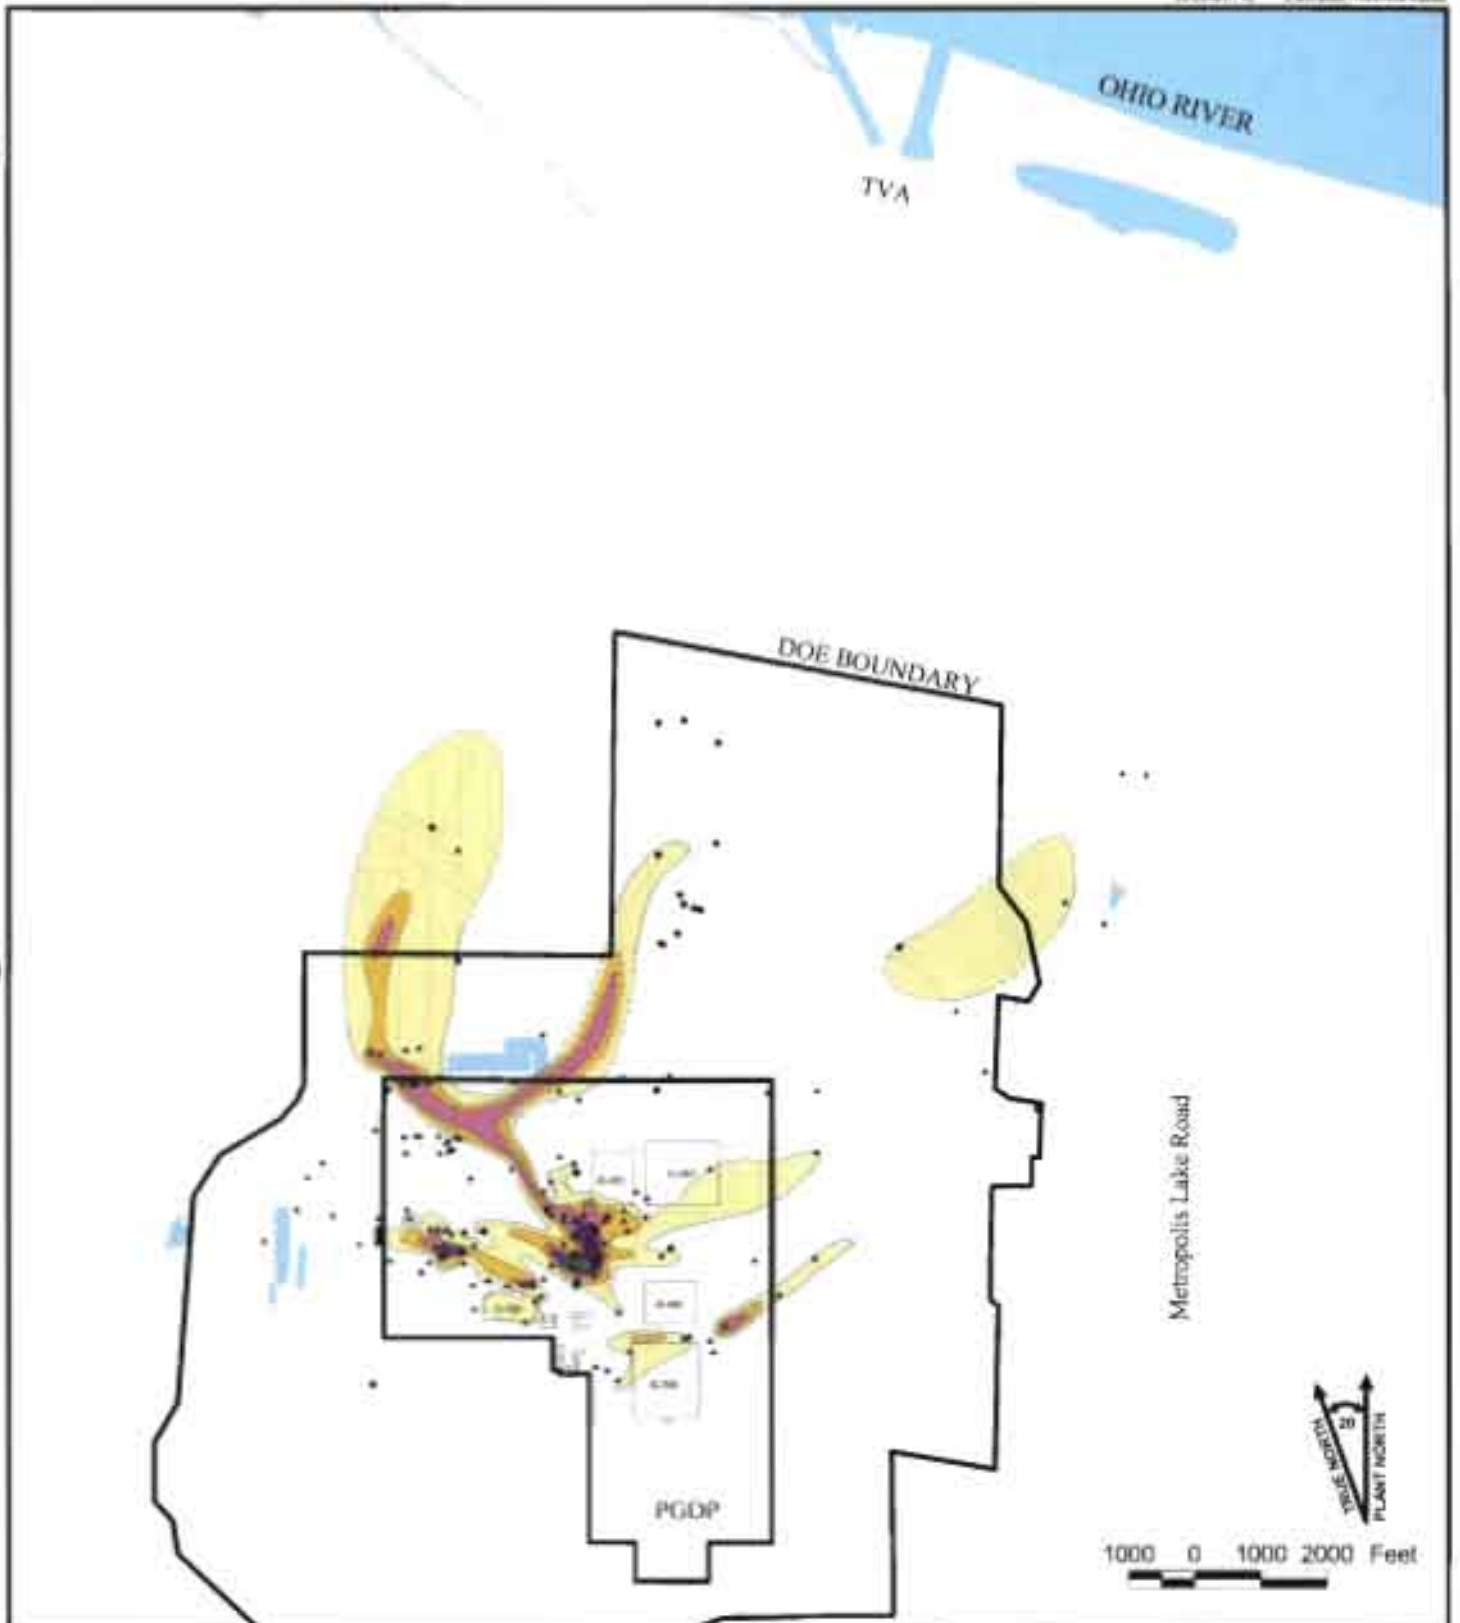 OHIO RIVER
TVA
DOE BOUNDARY
Metropolis Lake Road
TRUE NORTH
20
PLANT NORTH
PGDP
1000 0 1000 2000 Feet